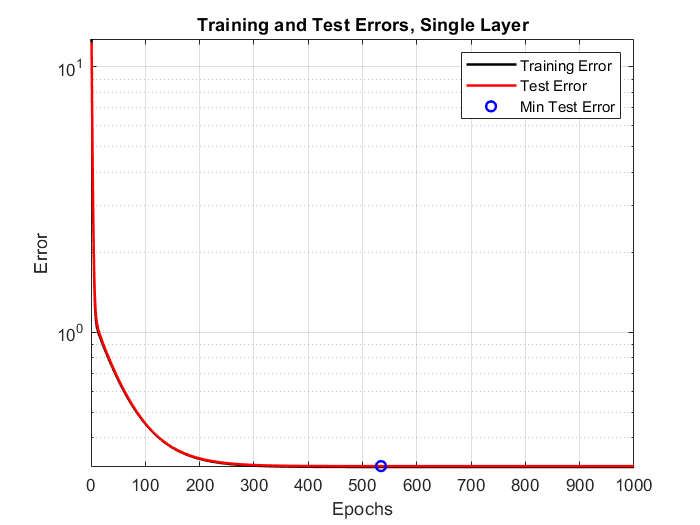 Training and Test Errors, Single Layer
10^1
Training Error
Test Error
Min Test Error
Error
10^0
0 100 200 300 400 500 600 700 800 900 1000
Epochs